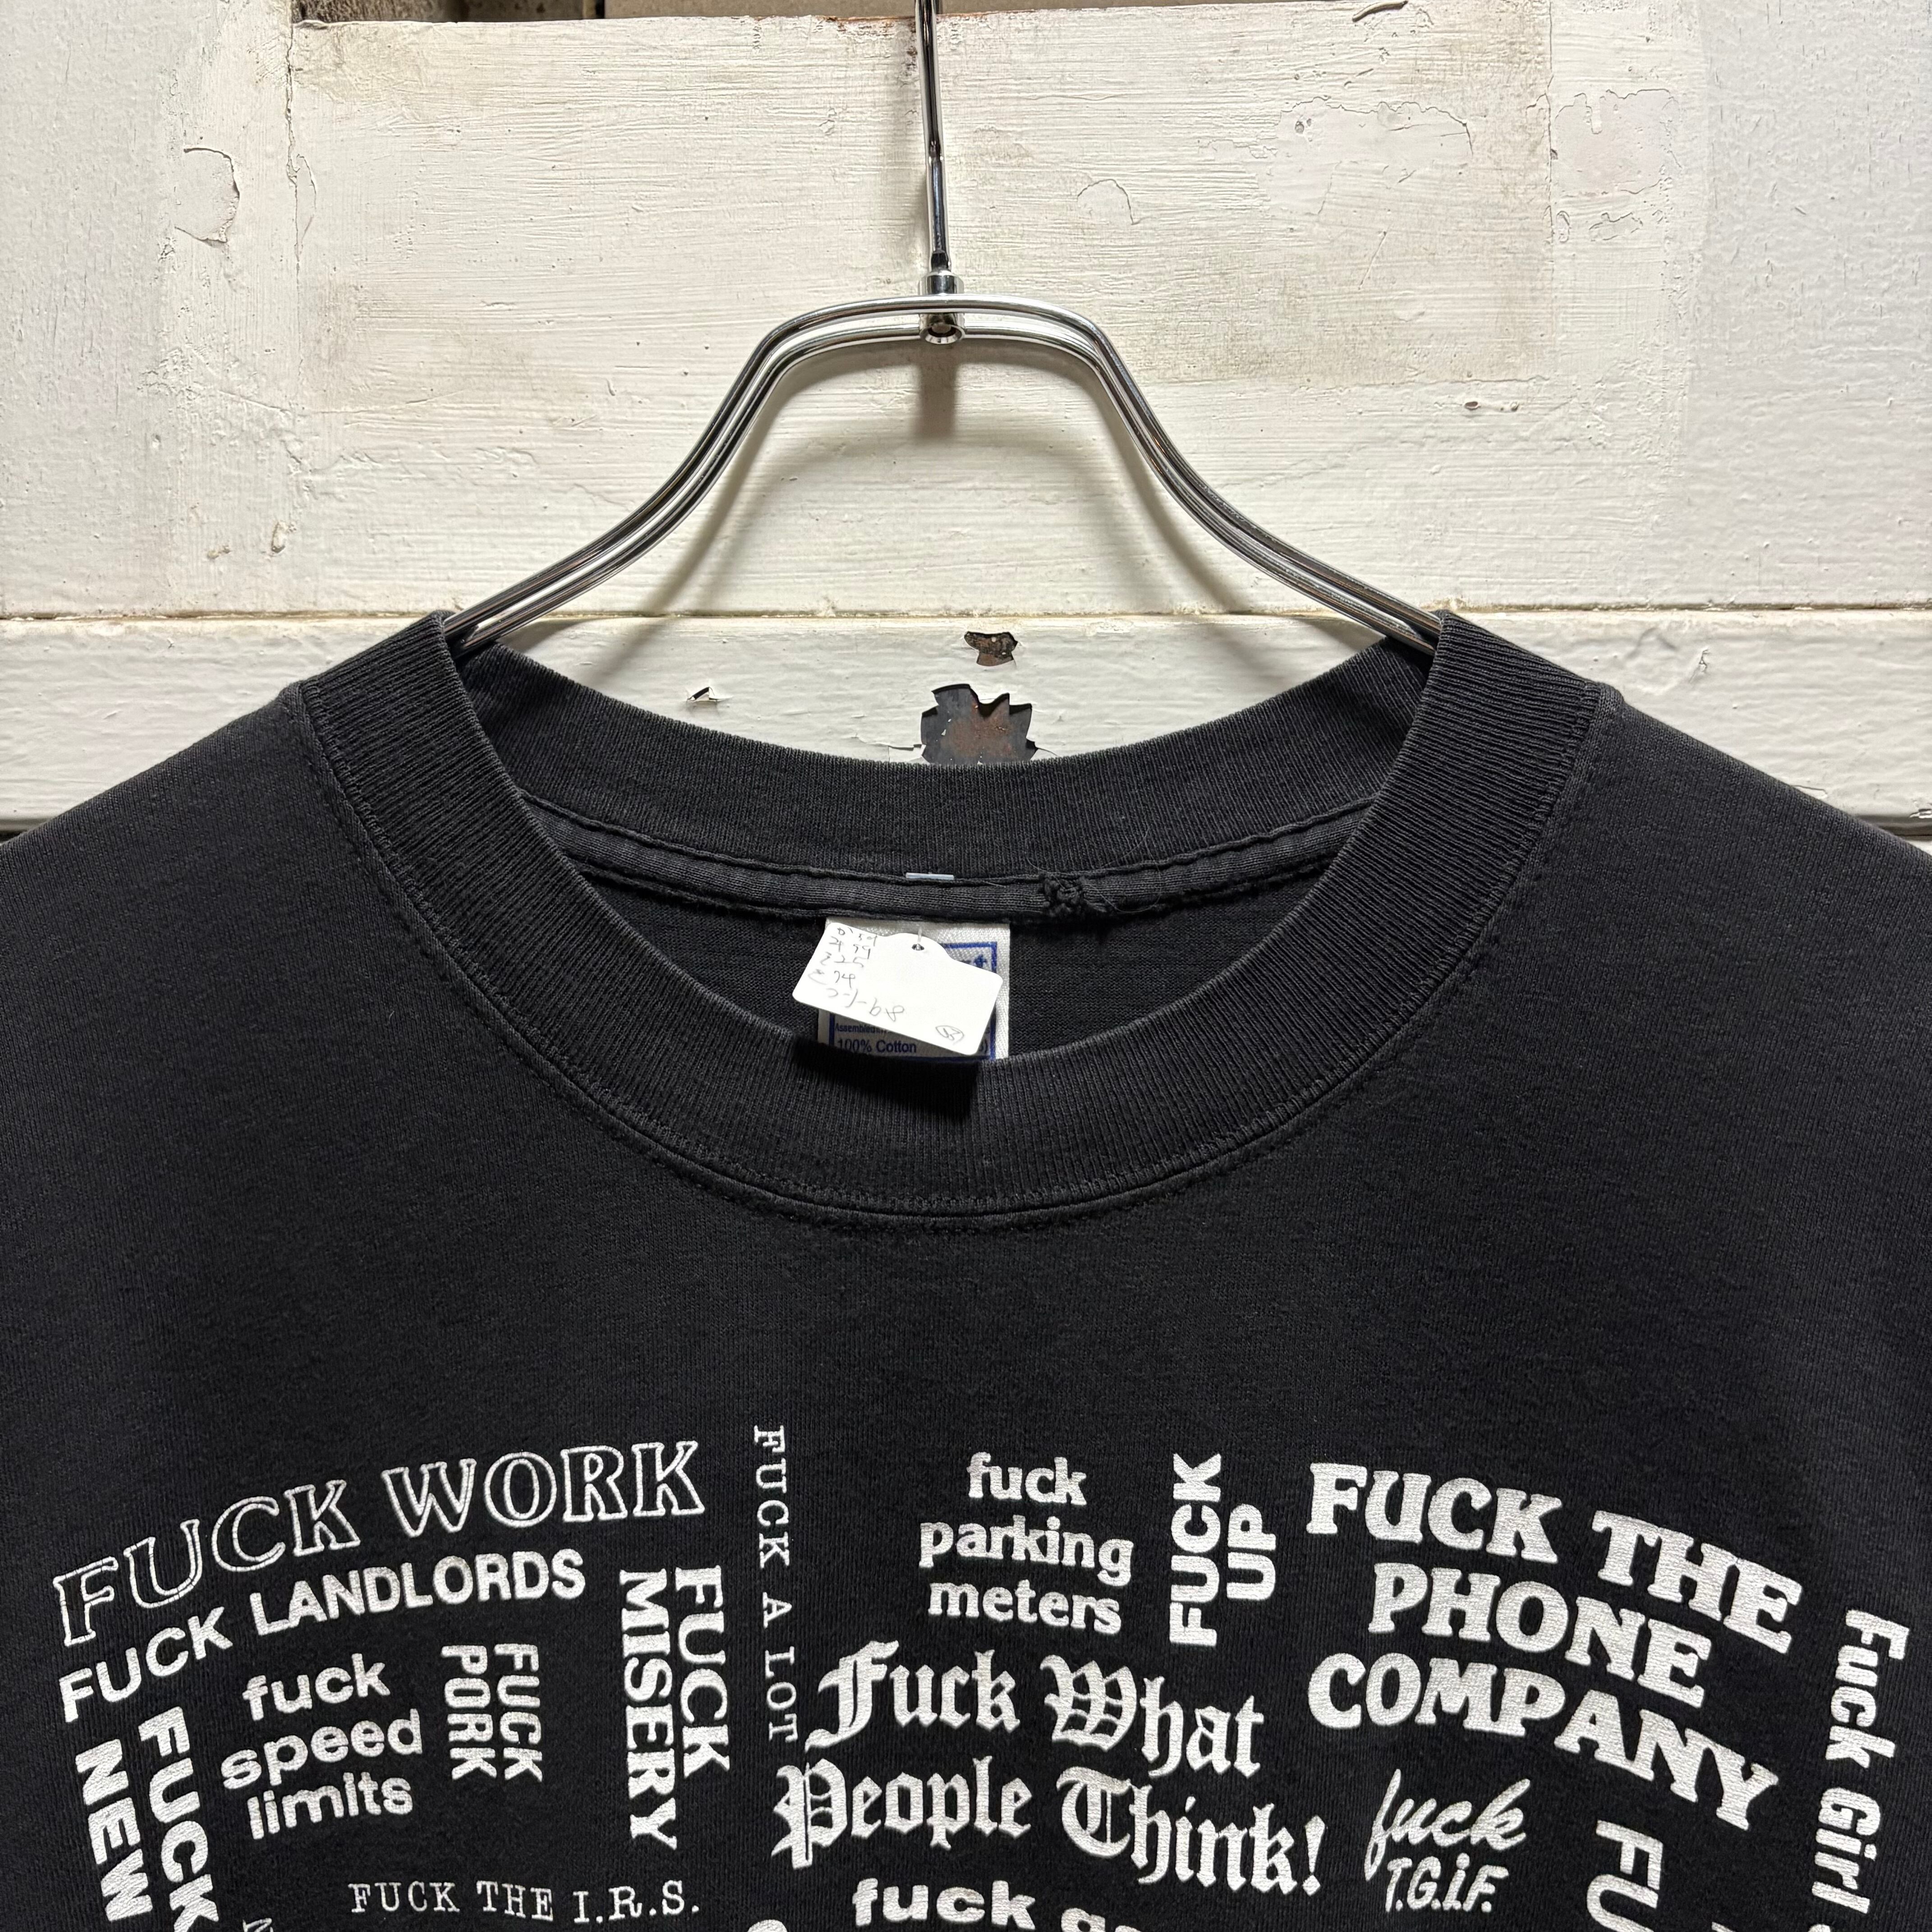 100% Cotton
FUCK WORK
FUCK LANDLORDS
fuck
speed
limits
FUCK
PORK
FUCK
MISERY
FUCK A LOT
fuck
parking
meters
FUCK
UP
FUCK THE
PHONE
COMPANY
Fuck Girl
FUCK
NEW
Fuck What
People Think!
fuck
T.G.I.F.
FUCK THE I.R.S.
fuck